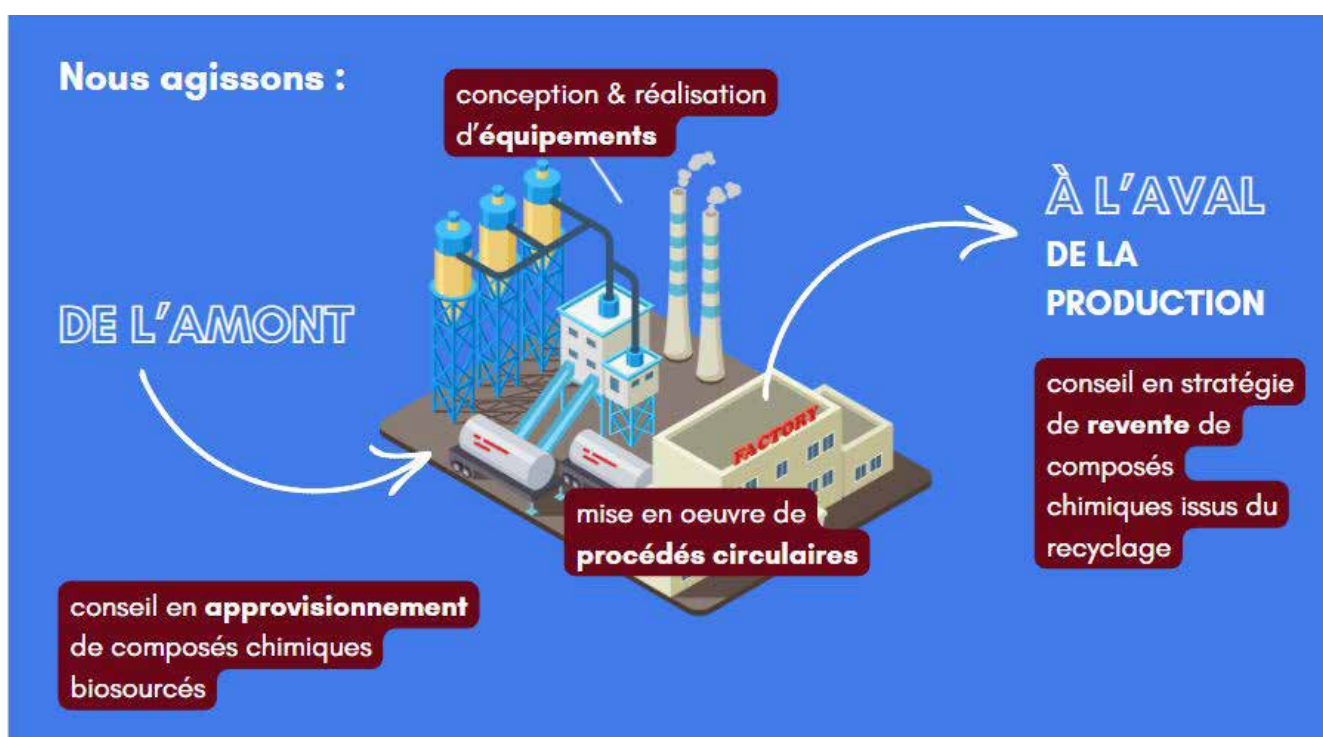 Nous agissons :
conception & réalisation
d'équipements
DE L'AMONT
À L'AVAL
DE LA
PRODUCTION
FACTORY
conseil en stratégie
de revente de
composés
chimiques issus du
recyclage
mise en oeuvre de
procédés circulaires
conseil en approvisionnement
de composés chimiques
biosourcés